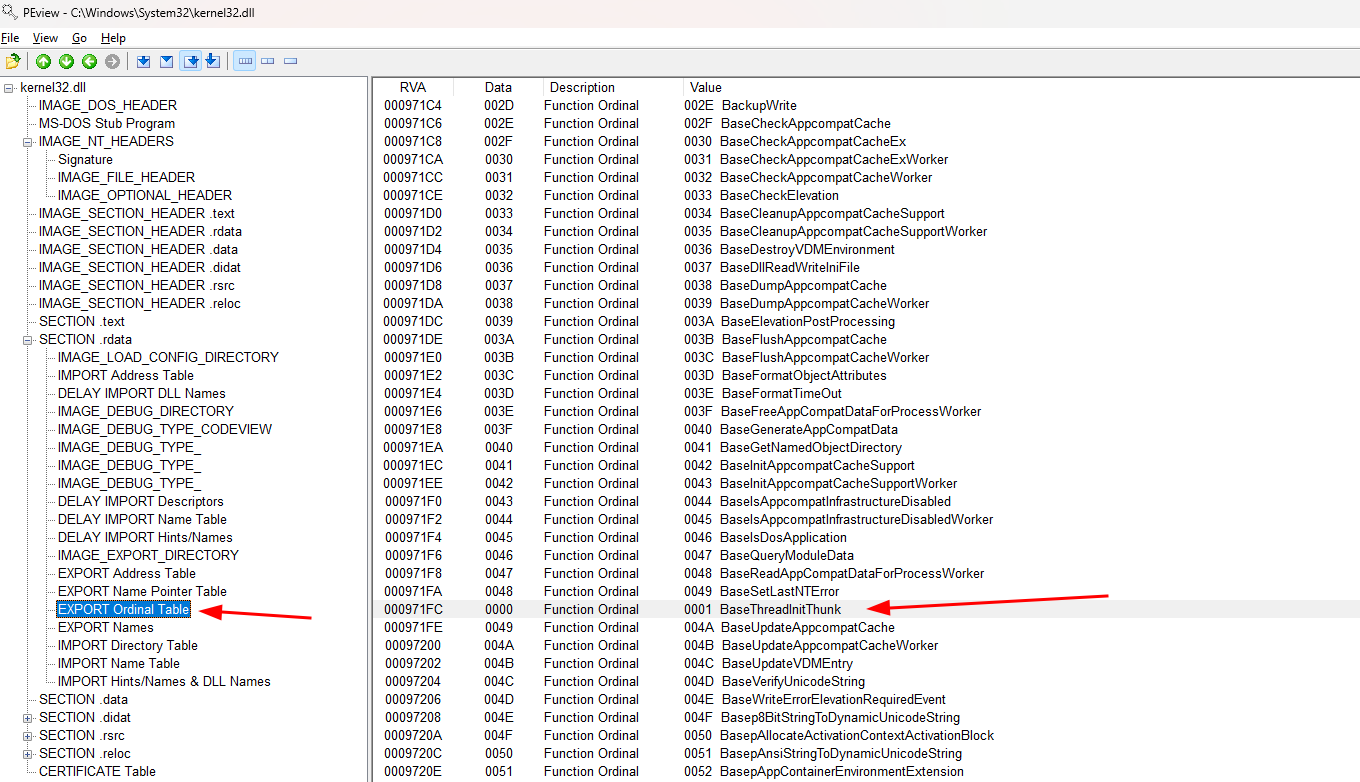 PEview - C:\Windows\System32\kernel32.dll
File View Go Help
kernel32.dll
IMAGE_DOS_HEADER
MS-DOS Stub Program
IMAGE_NT_HEADERS
Signature
IMAGE_FILE_HEADER
IMAGE_OPTIONAL_HEADER
IMAGE_SECTION_HEADER .text
IMAGE_SECTION_HEADER .rdata
IMAGE_SECTION_HEADER .data
IMAGE_SECTION_HEADER .didat
IMAGE_SECTION_HEADER .rsrc
IMAGE_SECTION_HEADER .reloc
SECTION .text
SECTION .rdata
IMAGE_LOAD_CONFIG_DIRECTORY
IMPORT Address Table
DELAY IMPORT DLL Names
IMAGE_DEBUG_DIRECTORY
IMAGE_DEBUG_TYPE_CODEVIEW
IMAGE_DEBUG_TYPE_
IMAGE_DEBUG_TYPE_
IMAGE_DEBUG_TYPE_
DELAY IMPORT Descriptors
DELAY IMPORT Name Table
DELAY IMPORT Hints/Names
IMAGE_EXPORT_DIRECTORY
EXPORT Address Table
EXPORT Name Pointer Table
EXPORT Ordinal Table
EXPORT Names
IMPORT Directory Table
IMPORT Name Table
IMPORT Hints/Names & DLL Names
SECTION .data
SECTION .didat
SECTION .rsrc
SECTION .reloc
CERTIFICATE Table
RVA Data Description Value
000971C4 002D Function Ordinal 002E BackupWrite
000971C6 002E Function Ordinal 002F BaseCheckAppcompatCache
000971C8 002F Function Ordinal 0030 BaseCheckAppcompatCacheEx
000971CA 0030 Function Ordinal 0031 BaseCheckAppcompatCacheExWorker
000971CC 0031 Function Ordinal 0032 BaseCheckAppcompatCacheWorker
000971CE 0032 Function Ordinal 0033 BaseCheckElevation
000971D0 0033 Function Ordinal 0034 BaseCleanupAppcompatCacheSupport
000971D2 0034 Function Ordinal 0035 BaseCleanupAppcompatCacheSupportWorker
000971D4 0035 Function Ordinal 0036 BaseDestroyVDMEnvironment
000971D6 0036 Function Ordinal 0037 BaseDllReadWriteIniFile
000971D8 0037 Function Ordinal 0038 BaseDumpAppcompatCache
000971DA 0038 Function Ordinal 0039 BaseDumpAppcompatCacheWorker
000971DC 0039 Function Ordinal 003A BaseElevationPostProcessing
000971DE 003A Function Ordinal 003B BaseFlushAppcompatCache
000971E0 003B Function Ordinal 003C BaseFlushAppcompatCacheWorker
000971E2 003C Function Ordinal 003D BaseFormatObjectAttributes
000971E4 003D Function Ordinal 003E BaseFormatTimeOut
000971E6 003E Function Ordinal 003F BaseFreeAppCompatDataForProcessWorker
000971E8 003F Function Ordinal 0040 BaseGenerateAppCompatData
000971EA 0040 Function Ordinal 0041 BaseGetNamedObjectDirectory
000971EC 0041 Function Ordinal 0042 BaseInitAppcompatCacheSupport
000971EE 0042 Function Ordinal 0043 BaseInitAppcompatCacheSupportWorker
000971F0 0043 Function Ordinal 0044 BaseIsAppcompatInfrastructureDisabled
000971F2 0044 Function Ordinal 0045 BaseIsAppcompatInfrastructureDisabledWorker
000971F4 0045 Function Ordinal 0046 BaseIsDosApplication
000971F6 0046 Function Ordinal 0047 BaseQueryModuleData
000971F8 0047 Function Ordinal 0048 BaseReadAppCompatDataForProcessWorker
000971FA 0048 Function Ordinal 0049 BaseSetLastNTError
000971FC 0000 Function Ordinal 0001 BaseThreadInitThunk
000971FE 0049 Function Ordinal 004A BaseUpdateAppcompatCache
00097200 004A Function Ordinal 004B BaseUpdateAppcompatCacheWorker
00097202 004B Function Ordinal 004C BaseUpdateVDMEntry
00097204 004C Function Ordinal 004D BaseVerifyUnicodeString
00097206 004D Function Ordinal 004E BaseWriteErrorElevationRequiredEvent
00097208 004E Function Ordinal 004F Basep8BitStringToDynamicUnicodeString
0009720A 004F Function Ordinal 0050 BasepAllocateActivationContextActivationBlock
0009720C 0050 Function Ordinal 0051 BasepAnsiStringToDynamicUnicodeString
0009720E 0051 Function Ordinal 0052 BasepAppContainerEnvironmentExtension